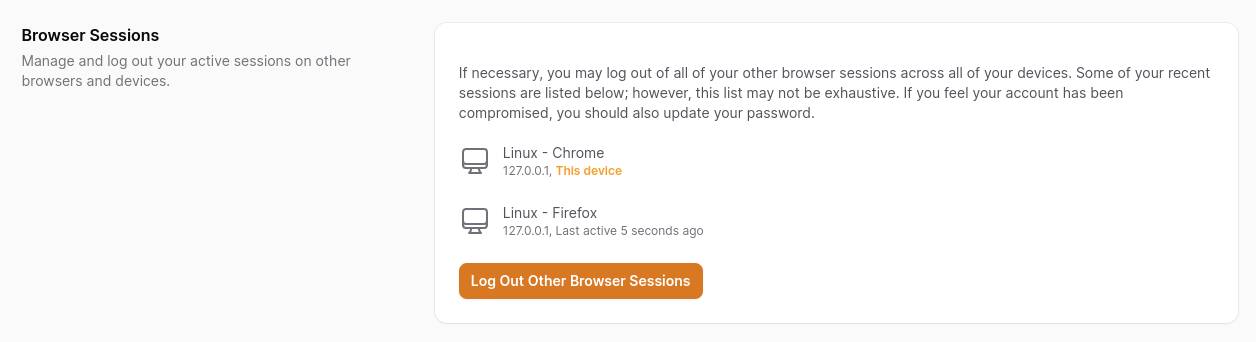 Browser Sessions
Manage and log out your active sessions on other
browsers and devices.
If necessary, you may log out of all of your other browser sessions across all of your devices. Some of your recent
sessions are listed below; however, this list may not be exhaustive. If you feel your account has been
compromised, you should also update your password.
Linux - Chrome
127.0.0.1, This device
Linux - Firefox
127.0.0.1, Last active 5 seconds ago
Log Out Other Browser Sessions